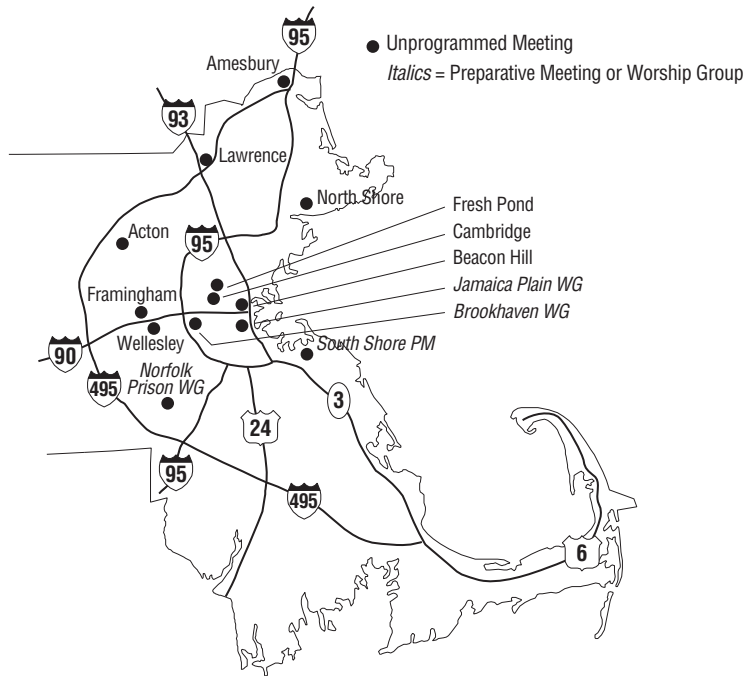 95
Unprogrammed Meeting
Italics = Preparative Meeting or Worship Group
Amesbury
93
Lawrence
North Shore
Fresh Pond
Acton
Cambridge
95
Beacon Hill
Jamaica Plain WG
Framingham
Brookhaven WG
Wellesley
South Shore PM
90
Norfolk
Prison WG
495
3
24
95
495
6